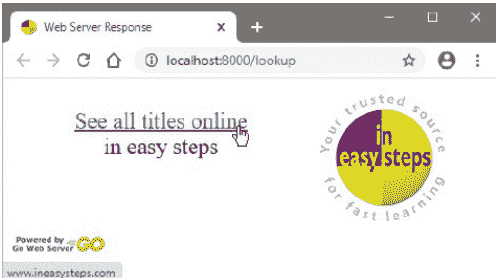 Web Server Response
localhost:8000/lookup
See all titles online
in easy steps
Your trusted source
in
easy steps
for fast learning
Powered by
Go Web Server GO
www.ineasysteps.com